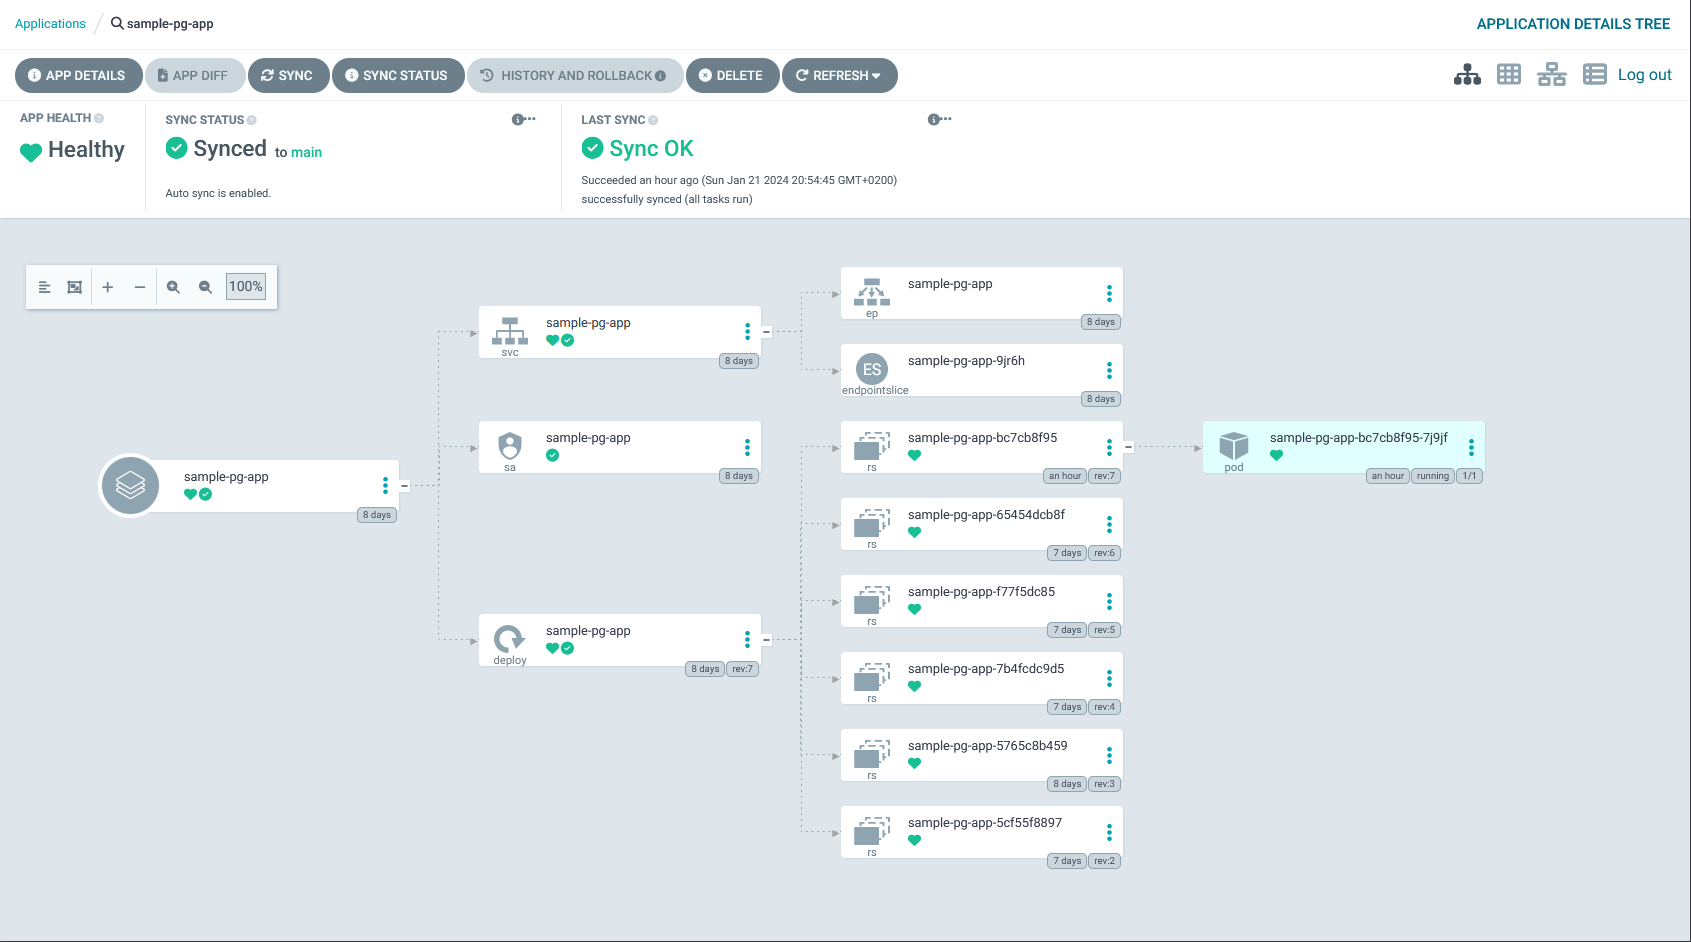 Applications
sample-pg-app
APPLICATION DETAILS TREE
APP DETAILS
APP DIFF
SYNC
SYNC STATUS
HISTORY AND ROLLBACK
DELETE
REFRESH
Log out
APP HEALTH
Healthy
SYNC STATUS
Synced to main
Auto sync is enabled.
LAST SYNC
Sync OK
Succeeded an hour ago (Sun Jan 21 2024 20:54:45 GMT+0200)
successfully synced (all tasks run)
100%
sample-pg-app
8 days
sample-pg-app
svc
8 days
sample-pg-app
sa
8 days
sample-pg-app
deploy
8 days
rev:7
sample-pg-app
ep
8 days
ES
sample-pg-app-9jr6h
endpointslice
8 days
sample-pg-app-bc7cb8f95
rs
an hour
rev:7
sample-pg-app-65454dcb8f
rs
7 days
rev:6
sample-pg-app-f77f5dc85
rs
7 days
rev:5
sample-pg-app-7b4fcdc9d5
rs
7 days
rev:4
sample-pg-app-5765c8b459
rs
8 days
rev:3
sample-pg-app-5cf55f8897
rs
7 days
rev:2
sample-pg-app-bc7cb8f95-7j9jf
pod
an hour
running
1/1